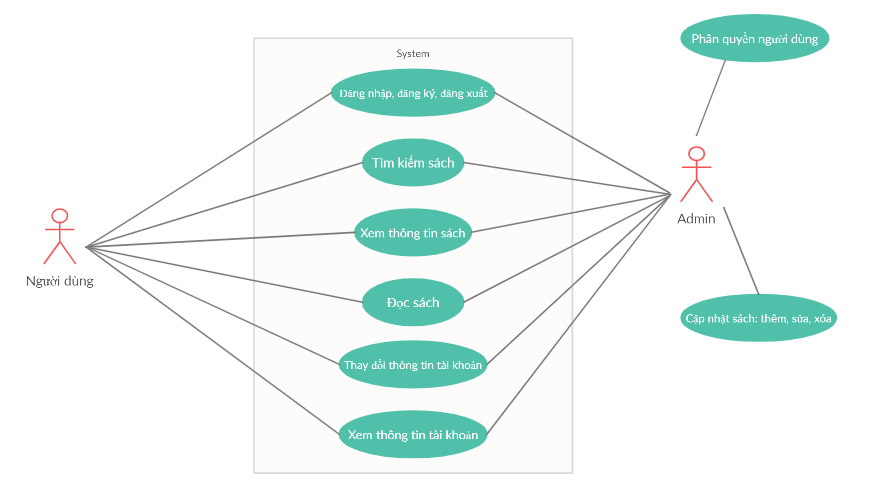 Phân quyền người dùng
System
Đăng nhập, đăng ký, đăng xuất
Tìm kiếm sách
Xem thông tin sách
Admin
Người dùng
Đọc sách
Cập nhật sách: thêm, sửa, xóa
Thay đổi thông tin tài khoản
Xem thông tin tài khoản